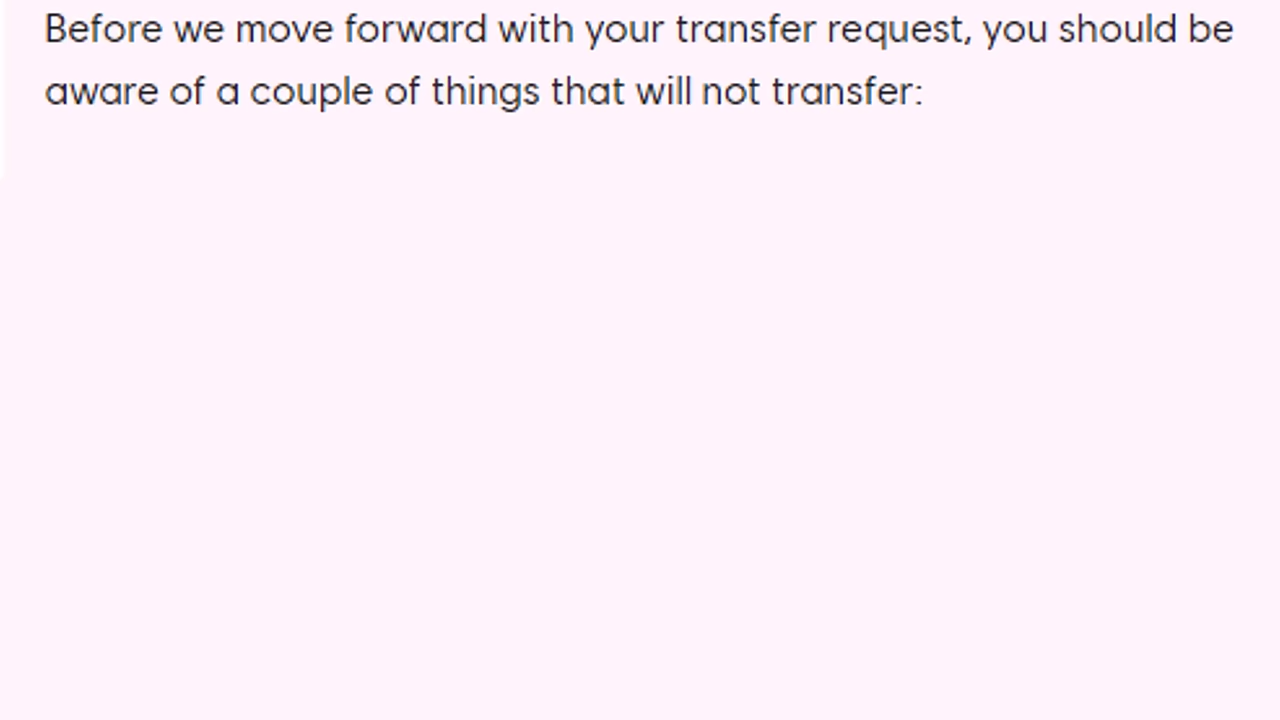 Before we move forward with your transfer request, you should be
aware of a couple of things that will not transfer: